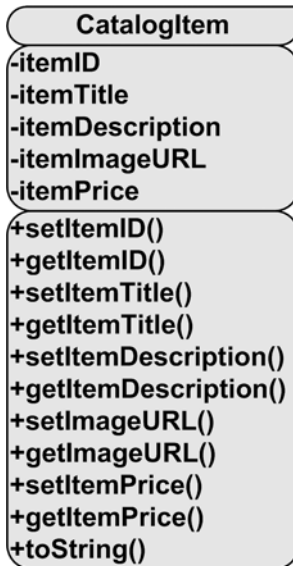 CatalogItem
-itemID
-itemTitle
-itemDescription
-itemImageURL
-itemPrice
+setItemID()
+getItemID()
+setItemTitle()
+getItemTitle()
+setItemDescription()
+getItemDescription()
+setImageURL()
+getImageURL()
+setItemPrice()
+getItemPrice()
+toString()